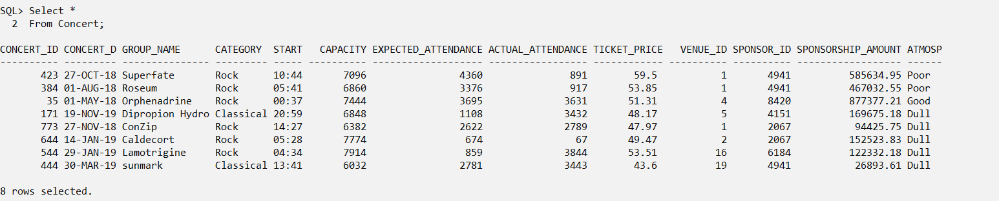 SQL> Select *
  2  From Concert;

CONCERT_ID CONCERT_D GROUP_NAME      CATEGORY  START   CAPACITY EXPECTED_ATTENDANCE ACTUAL_ATTENDANCE TICKET_PRICE   VENUE_ID SPONSOR_ID SPONSORSHIP_AMOUNT ATMOSP
---------- --------- --------------- --------- ----- ---------- ------------------- ----------------- ------------ ---------- ---------- ------------------ ------
       423 27-OCT-18 Superfate       Rock      10:44       7096                4360               891         59.5          1       4941          585634.95 Poor
       384 01-AUG-18 Roseum          Rock      05:41       6860                3376               917        53.85          1       4941          467032.55 Poor
        35 01-MAY-18 Orphenadrine    Rock      00:37       7444                3695              3631        51.31          4       8420          877377.21 Good
       171 19-NOV-19 Dipropion Hydro Classical 20:59       6848                1108              3432        48.17          5       4151          169675.18 Dull
       773 27-NOV-18 ConZip          Rock      14:27       6382                2622              2789        47.97          1       2067           94425.75 Dull
       644 14-JAN-19 Caldecort       Rock      05:28       7774                 674                67        49.47          2       2067          152523.83 Dull
       544 29-JAN-19 Lamotrigine     Rock      04:34       7914                 859              3844        53.51         16       6184          122332.18 Dull
       444 30-MAR-19 sunmark         Classical 13:41       6032                2781              3443         43.6         19       4941           26893.61 Dull

8 rows selected.